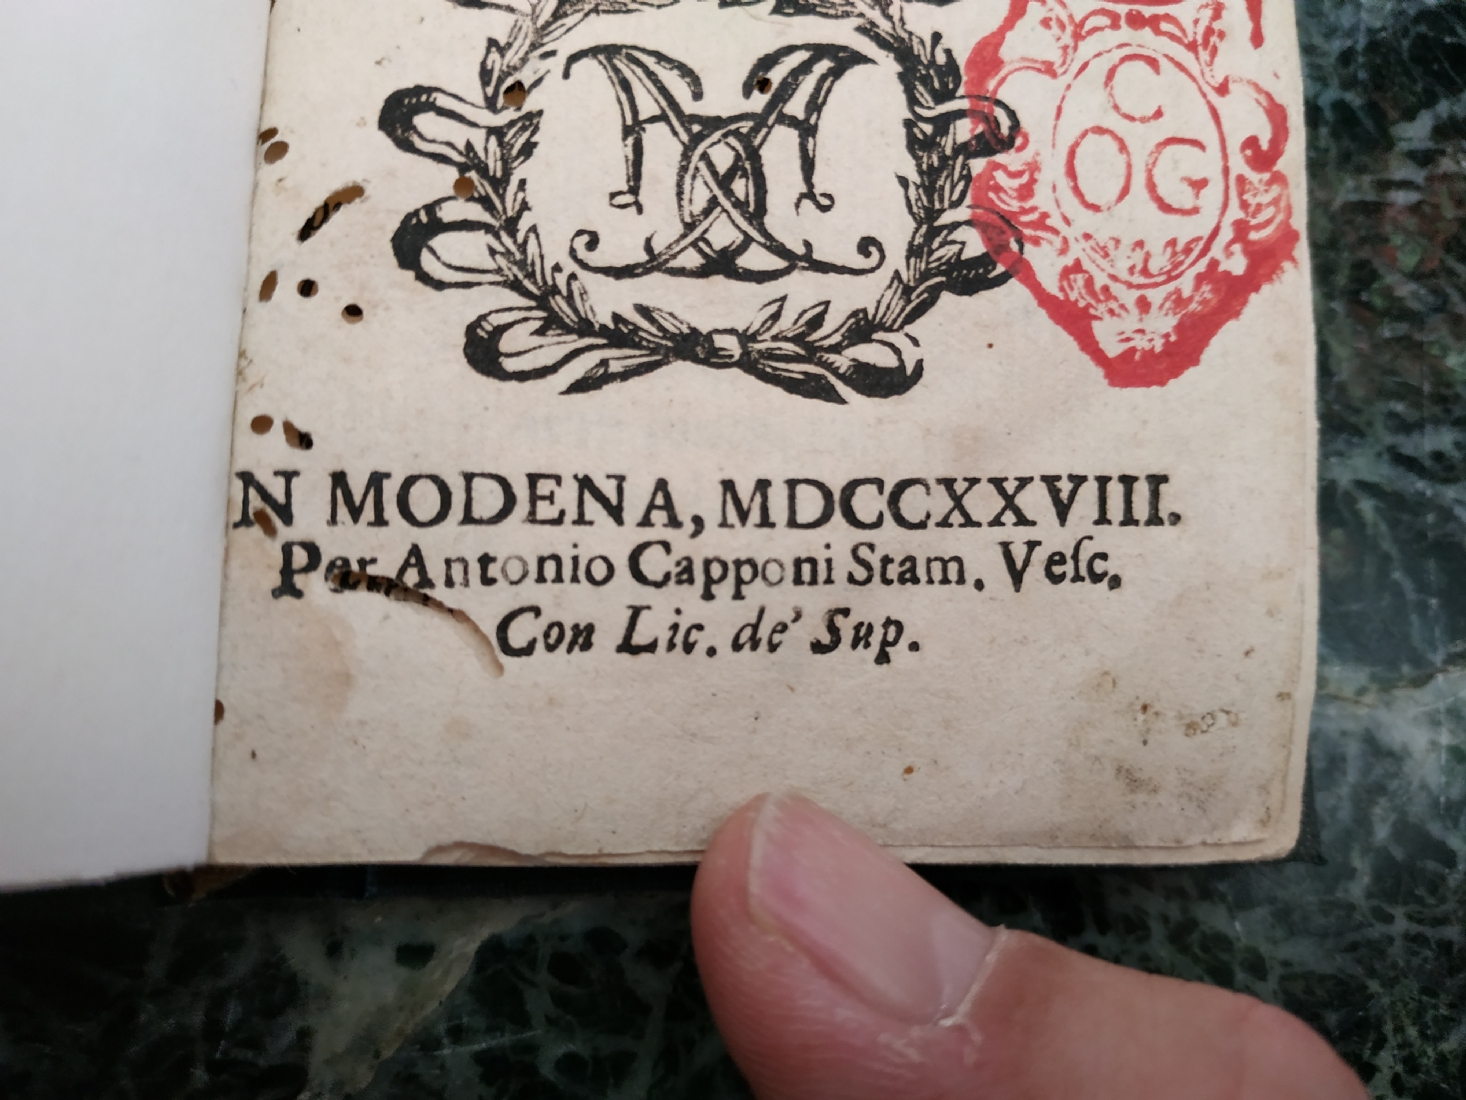 C
OG
N MODENA, MDCCXXVIII.
Per Antonio Capponi Stam. Veſc.
Con Lic. de' Sup.